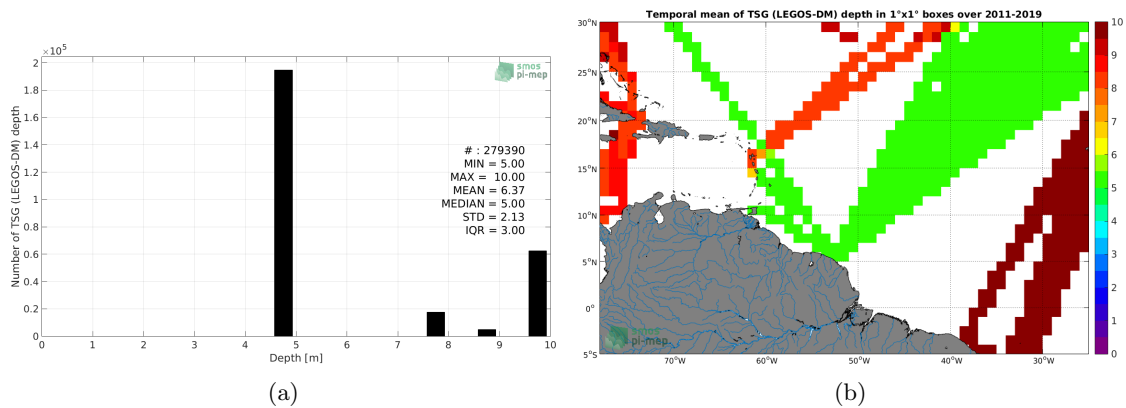 ×10⁵
2
1.8
1.6
1.4
1.2
1
0.8
0.6
0.4
0.2
0
Number of TSG (LEGOS-DM) depth
smos
pi-mep
# : 279390
MIN = 5.00
MAX = 10.00
MEAN = 6.37
MEDIAN = 5.00
STD = 2.13
IQR = 3.00
0 1 2 3 4 5 6 7 8 9 10
Depth [m]
(a)
Temporal mean of TSG (LEGOS-DM) depth in 1°x1° boxes over 2011-2019
30°N
25°N
20°N
15°N
10°N
5°N
0°
5°S
smos
pi-mep
70°W 60°W 50°W 40°W 30°W
10
9
8
7
6
5
4
3
2
1
0
(b)